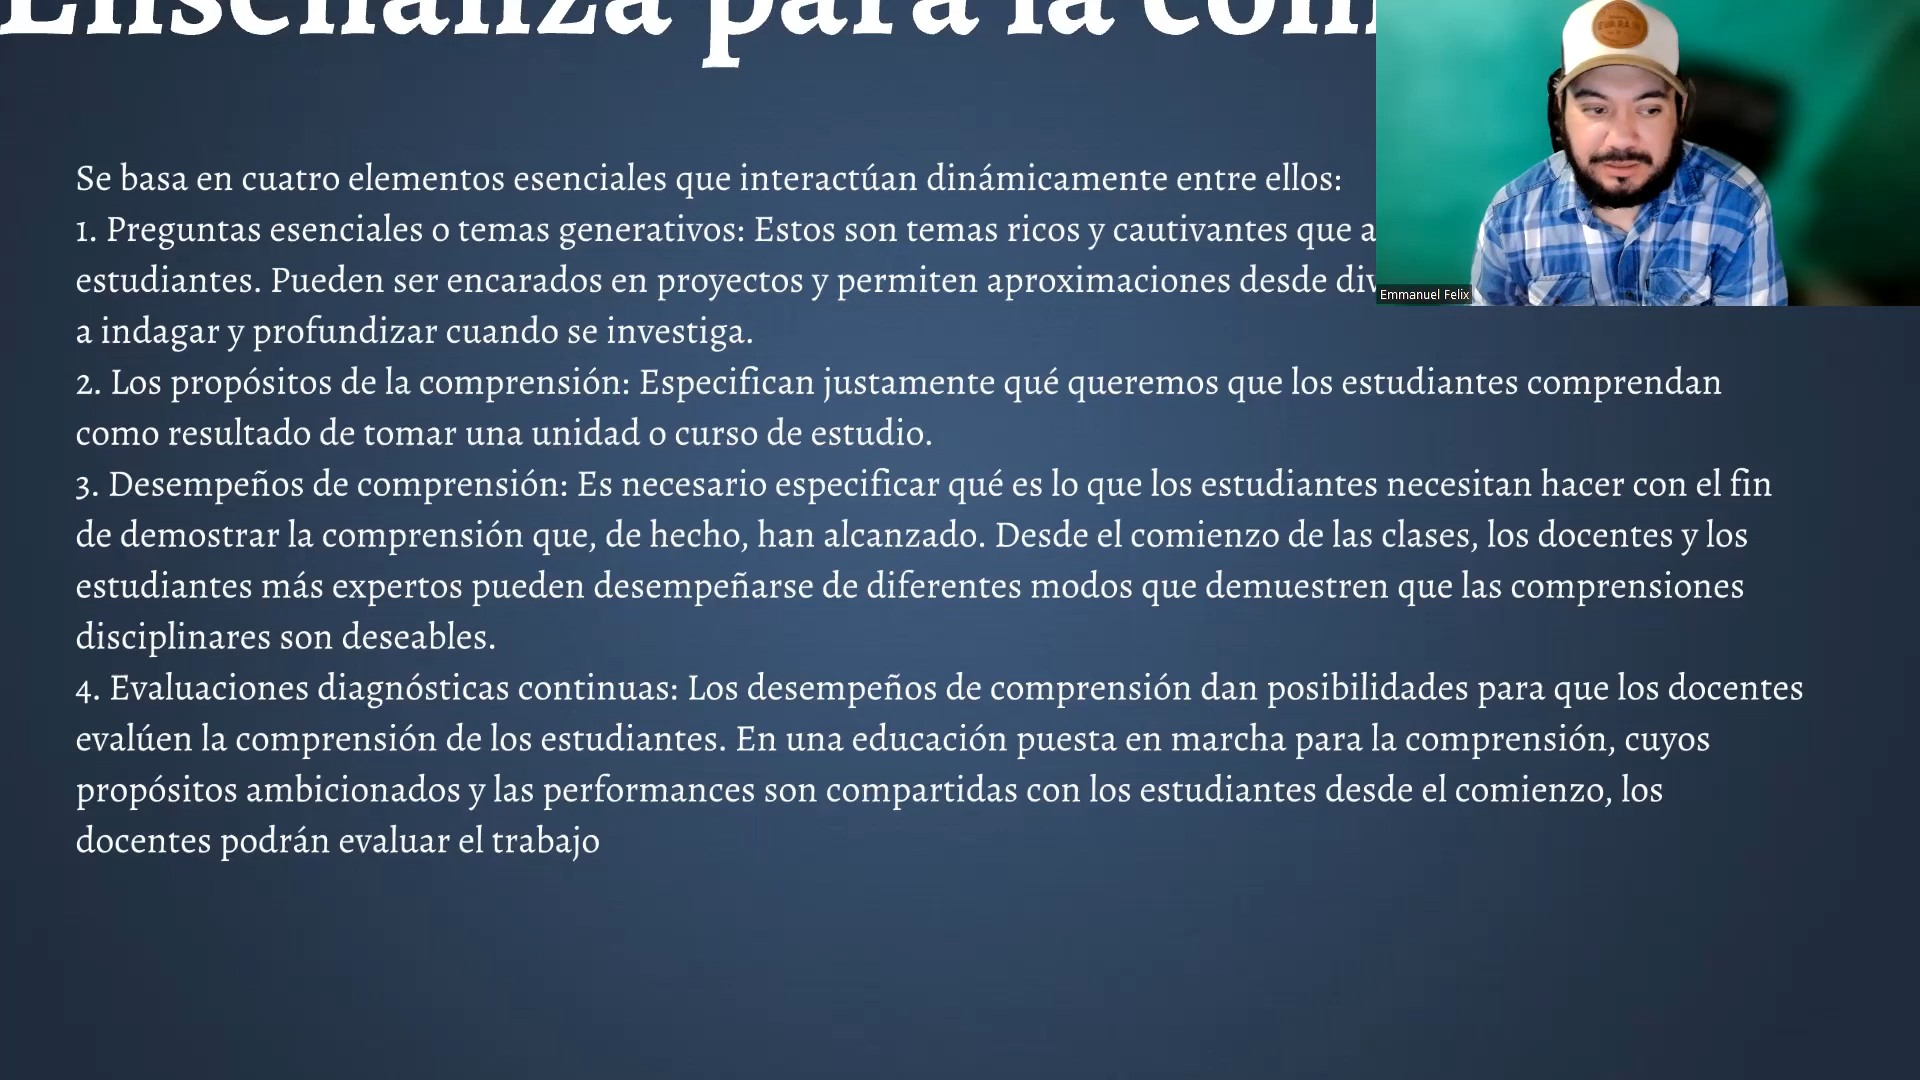 Enseñanza para la com
Se basa en cuatro elementos esenciales que interactúan dinámicamente entre ellos:
1. Preguntas esenciales o temas generativos: Estos son temas ricos y cautivantes que a
estudiantes. Pueden ser encarados en proyectos y permiten aproximaciones desde div
Emmanuel Felix
a indagar y profundizar cuando se investiga.
2. Los propósitos de la comprensión: Especifican justamente qué queremos que los estudiantes comprendan
como resultado de tomar una unidad o curso de estudio.
3. Desempeños de comprensión: Es necesario especificar qué es lo que los estudiantes necesitan hacer con el fin
de demostrar la comprensión que, de hecho, han alcanzado. Desde el comienzo de las clases, los docentes y los
estudiantes más expertos pueden desempeñarse de diferentes modos que demuestren que las comprensiones
disciplinares son deseables.
4. Evaluaciones diagnósticas continuas: Los desempeños de comprensión dan posibilidades para que los docentes
evalúen la comprensión de los estudiantes. En una educación puesta en marcha para la comprensión, cuyos
propósitos ambicionados y las performances son compartidas con los estudiantes desde el comienzo, los
docentes podrán evaluar el trabajo